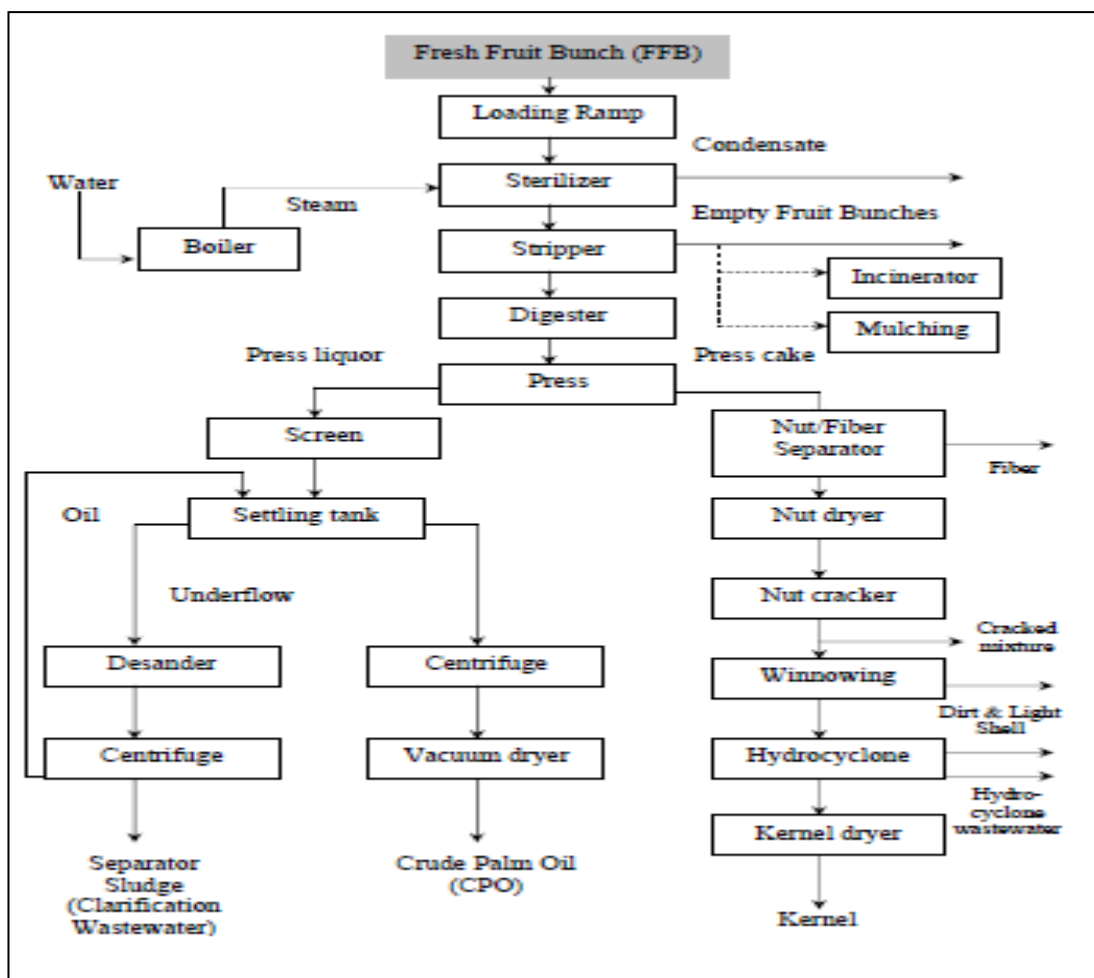 Fresh Fruit Bunch (FFB)
Loading Ramp
Condensate
Sterilizer
Water
Steam
Empty Fruit Bunches
Boiler
Stripper
Incinerator
Digester
Mulching
Press liquor
Press cake
Press
Screen
Nut/Fiber
Separator
Fiber
Oil
Settling tank
Nut dryer
Underflow
Nut cracker
Cracked
mixture
Desander
Centrifuge
Winnowing
Dirt & Light
Shell
Centrifuge
Vacuum dryer
Hydrocyclone
Hydro-
cyclone
wastewater
Kernel dryer
Separator
Sludge
(Clarification
Wastewater)
Crude Palm Oil
(CPO)
Kernel